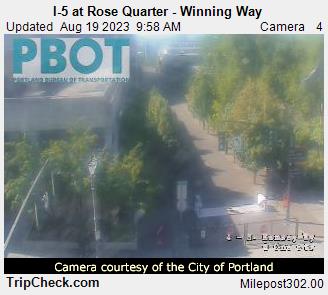 I-5 at Rose Quarter - Winning Way
Updated Aug 19 2023 9:58 AM Camera 4
PBOT
PORTLAND BUREAU OF TRANSPORTATION
Camera courtesy of the City of Portland
TripCheck.com Milepost302.00